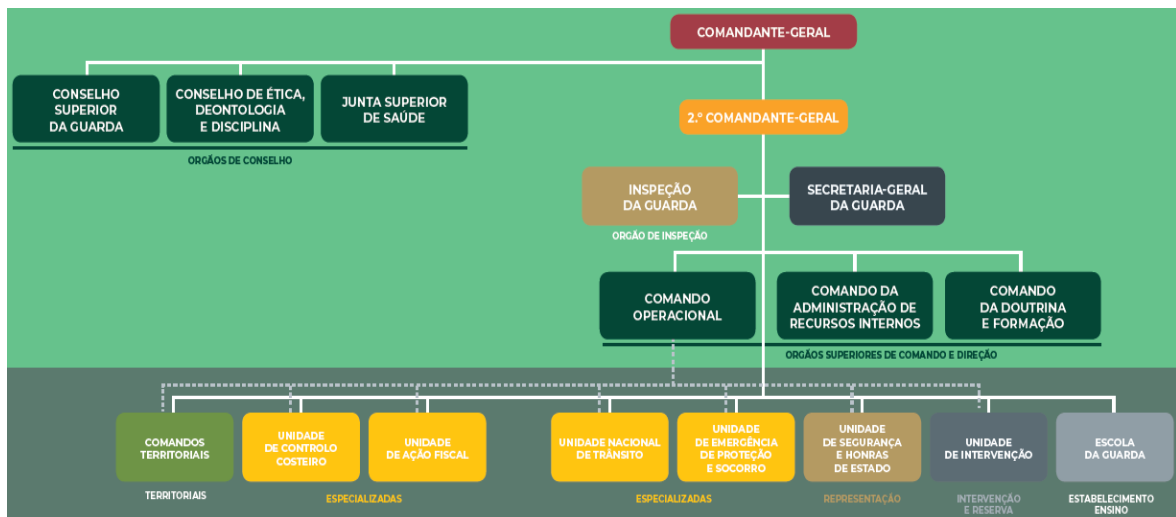 COMANDANTE-GERAL
CONSELHO
SUPERIOR
DA GUARDA
CONSELHO DE ÉTICA,
DEONTOLOGIA
E DISCIPLINA
JUNTA SUPERIOR
DE SAÚDE
ORGÃOS DE CONSELHO
2.º COMANDANTE-GERAL
INSPEÇÃO
DA GUARDA
ORGÃO DE INSPEÇÃO
SECRETARIA-GERAL
DA GUARDA
COMANDO
OPERACIONAL
COMANDO DA
ADMINISTRAÇÃO DE
RECURSOS INTERNOS
COMANDO
DA DOUTRINA
E FORMAÇÃO
ORGÃOS SUPERIORES DE COMANDO E DIREÇÃO
COMANDOS
TERRITORIAIS
UNIDADE
DE CONTROLO
COSTEIRO
UNIDADE
DE AÇÃO FISCAL
UNIDADE NACIONAL
DE TRÂNSITO
UNIDADE
DE EMERGÊNCIA
DE PROTEÇÃO
E SOCORRO
UNIDADE
DE SEGURANÇA
E HONRAS
DE ESTADO
UNIDADE
DE INTERVENÇÃO
ESCOLA
DA GUARDA
TERRITORIAIS
ESPECIALIZADAS
ESPECIALIZADAS
REPRESENTAÇÃO
INTERVENÇÃO
E RESERVA
ESTABELECIMENTO
ENSINO